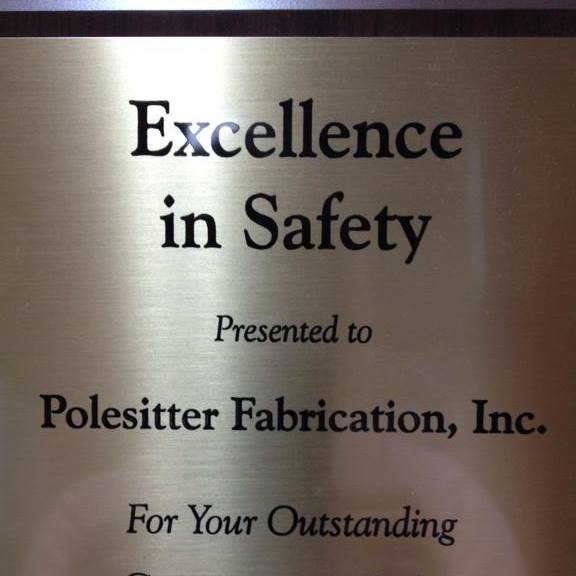 Excellence
in Safety
Presented to
Polesitter Fabrication, Inc.
For Your Outstanding